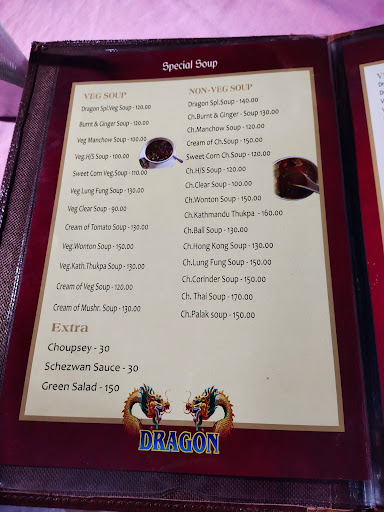 Special Soup
VEG SOUP
Dragon Spl.Veg Soup - 120.00
Burnt & Ginger Soup - 120.00
Veg Manchow Soup - 100.00
Veg.H/S Soup - 100.00
Sweet Corn Veg.Soup - 110.00
Veg Lung Fung Soup - 130.00
Veg Clear Soup - 90.00
Cream of Tomato Soup - 130.00
Veg.Wonton Soup - 150.00
Veg.Kath.Thukpa Soup - 130.00
Cream of Veg Soup - 120.00
Cream of Mushr. Soup - 130.00
NON-VEG SOUP
Dragon Spl.Soup - 140.00
Ch.Burnt & Ginger - Soup 130.00
Ch.Manchow Soup - 120.00
Cream of Ch.Soup - 150.00
Sweet Corn Ch.Soup - 120.00
Ch.H/S Soup - 120.00
Ch.Clear Soup - 100.00
Ch.Wonton Soup - 150.00
Ch.Kathmandu Thukpa - 160.00
Ch.Bali Soup - 130.00
Ch.Hong Kong Soup - 130.00
Ch.Lung Fung Soup - 150.00
Ch.Corinder Soup - 150.00
Ch. Thai Soup - 170.00
Ch.Palak soup - 150.00
Extra
Choupsey - 30
Schezwan Sauce - 30
Green Salad - 150
DRAGON